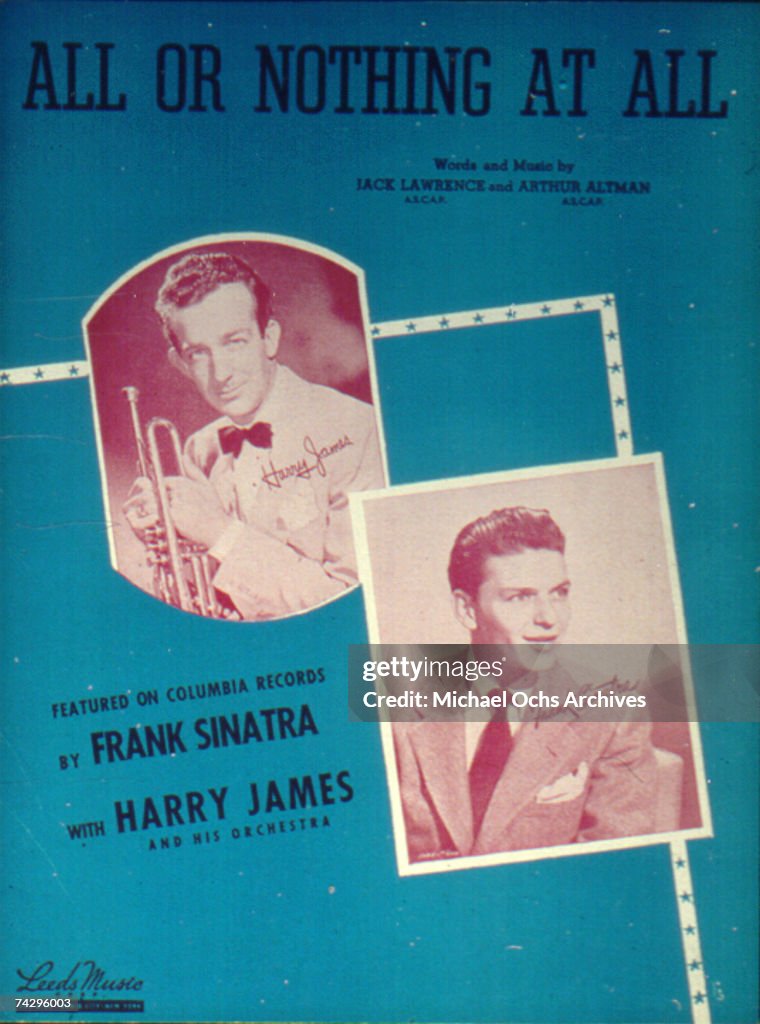 ALL OR NOTHING AT ALL
Words and Music by
JACK LAWRENCE and ARTHUR ALTMAN
A.S.C.A.P. A.S.C.A.P.
Harry James
gettyimages®
Credit: Michael Ochs Archives
FEATURED ON COLUMBIA RECORDS
BY FRANK SINATRA
WITH HARRY JAMES
AND HIS ORCHESTRA
Leeds Music
74296003